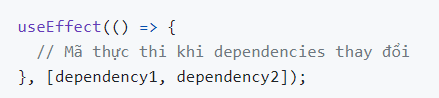 useEffect(() => {
  // Mã thực thi khi dependencies thay đổi
}, [dependency1, dependency2]);